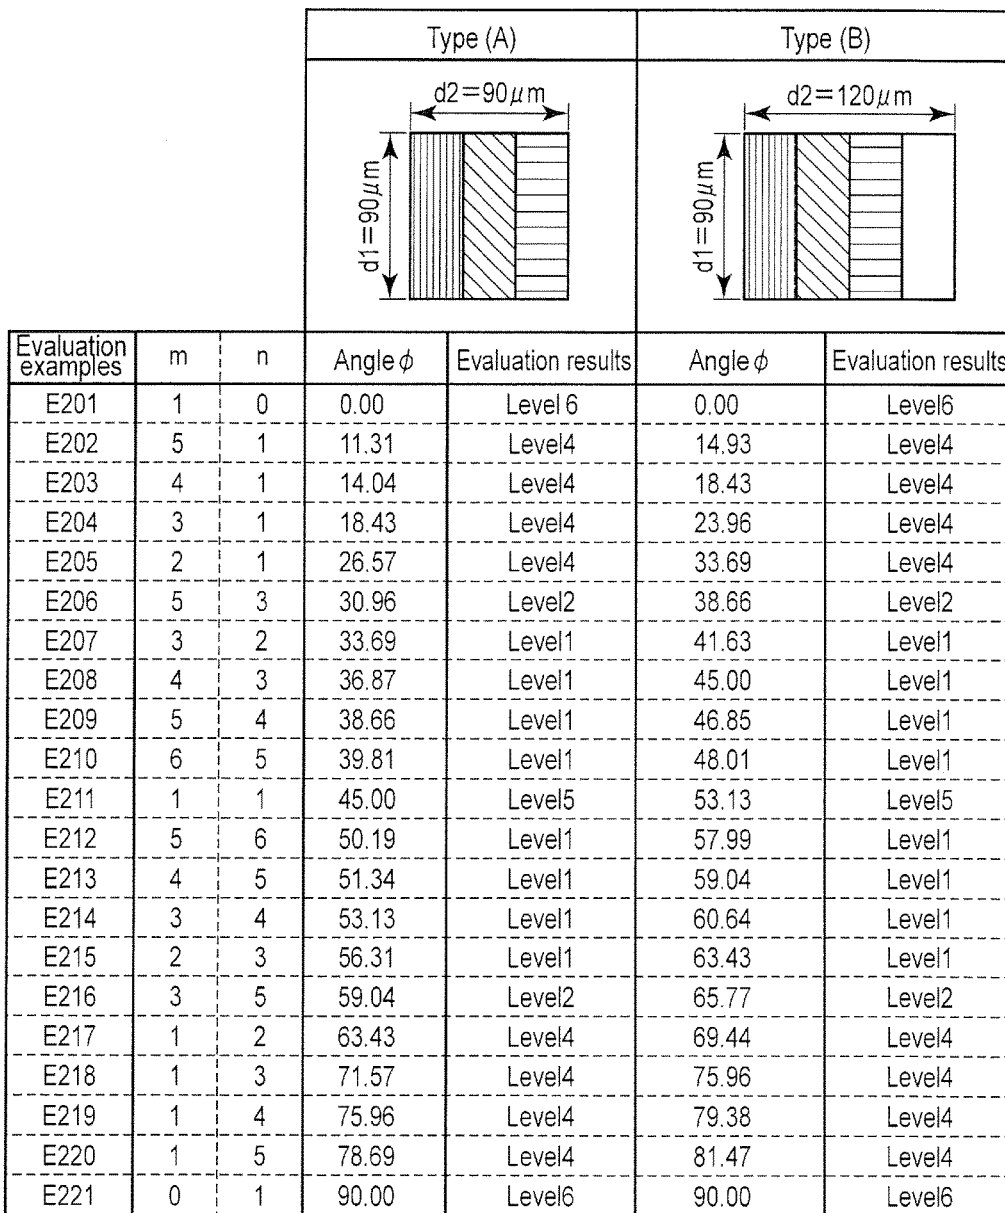 Type (A) Type (B)
d2=90μm d2=120μm
d1=90μm d1=90μm
Evaluation examples m n Angle ϕ Evaluation results Angle ϕ Evaluation results
E201 1 0 0.00 Level 6 0.00 Level6
E202 5 1 11.31 Level4 14.93 Level4
E203 4 1 14.04 Level4 18.43 Level4
E204 3 1 18.43 Level4 23.96 Level4
E205 2 1 26.57 Level4 33.69 Level4
E206 5 3 30.96 Level2 38.66 Level2
E207 3 2 33.69 Level1 41.63 Level1
E208 4 3 36.87 Level1 45.00 Level1
E209 5 4 38.66 Level1 46.85 Level1
E210 6 5 39.81 Level1 48.01 Level1
E211 1 1 45.00 Level5 53.13 Level5
E212 5 6 50.19 Level1 57.99 Level1
E213 4 5 51.34 Level1 59.04 Level1
E214 3 4 53.13 Level1 60.64 Level1
E215 2 3 56.31 Level1 63.43 Level1
E216 3 5 59.04 Level2 65.77 Level2
E217 1 2 63.43 Level4 69.44 Level4
E218 1 3 71.57 Level4 75.96 Level4
E219 1 4 75.96 Level4 79.38 Level4
E220 1 5 78.69 Level4 81.47 Level4
E221 0 1 90.00 Level6 90.00 Level6